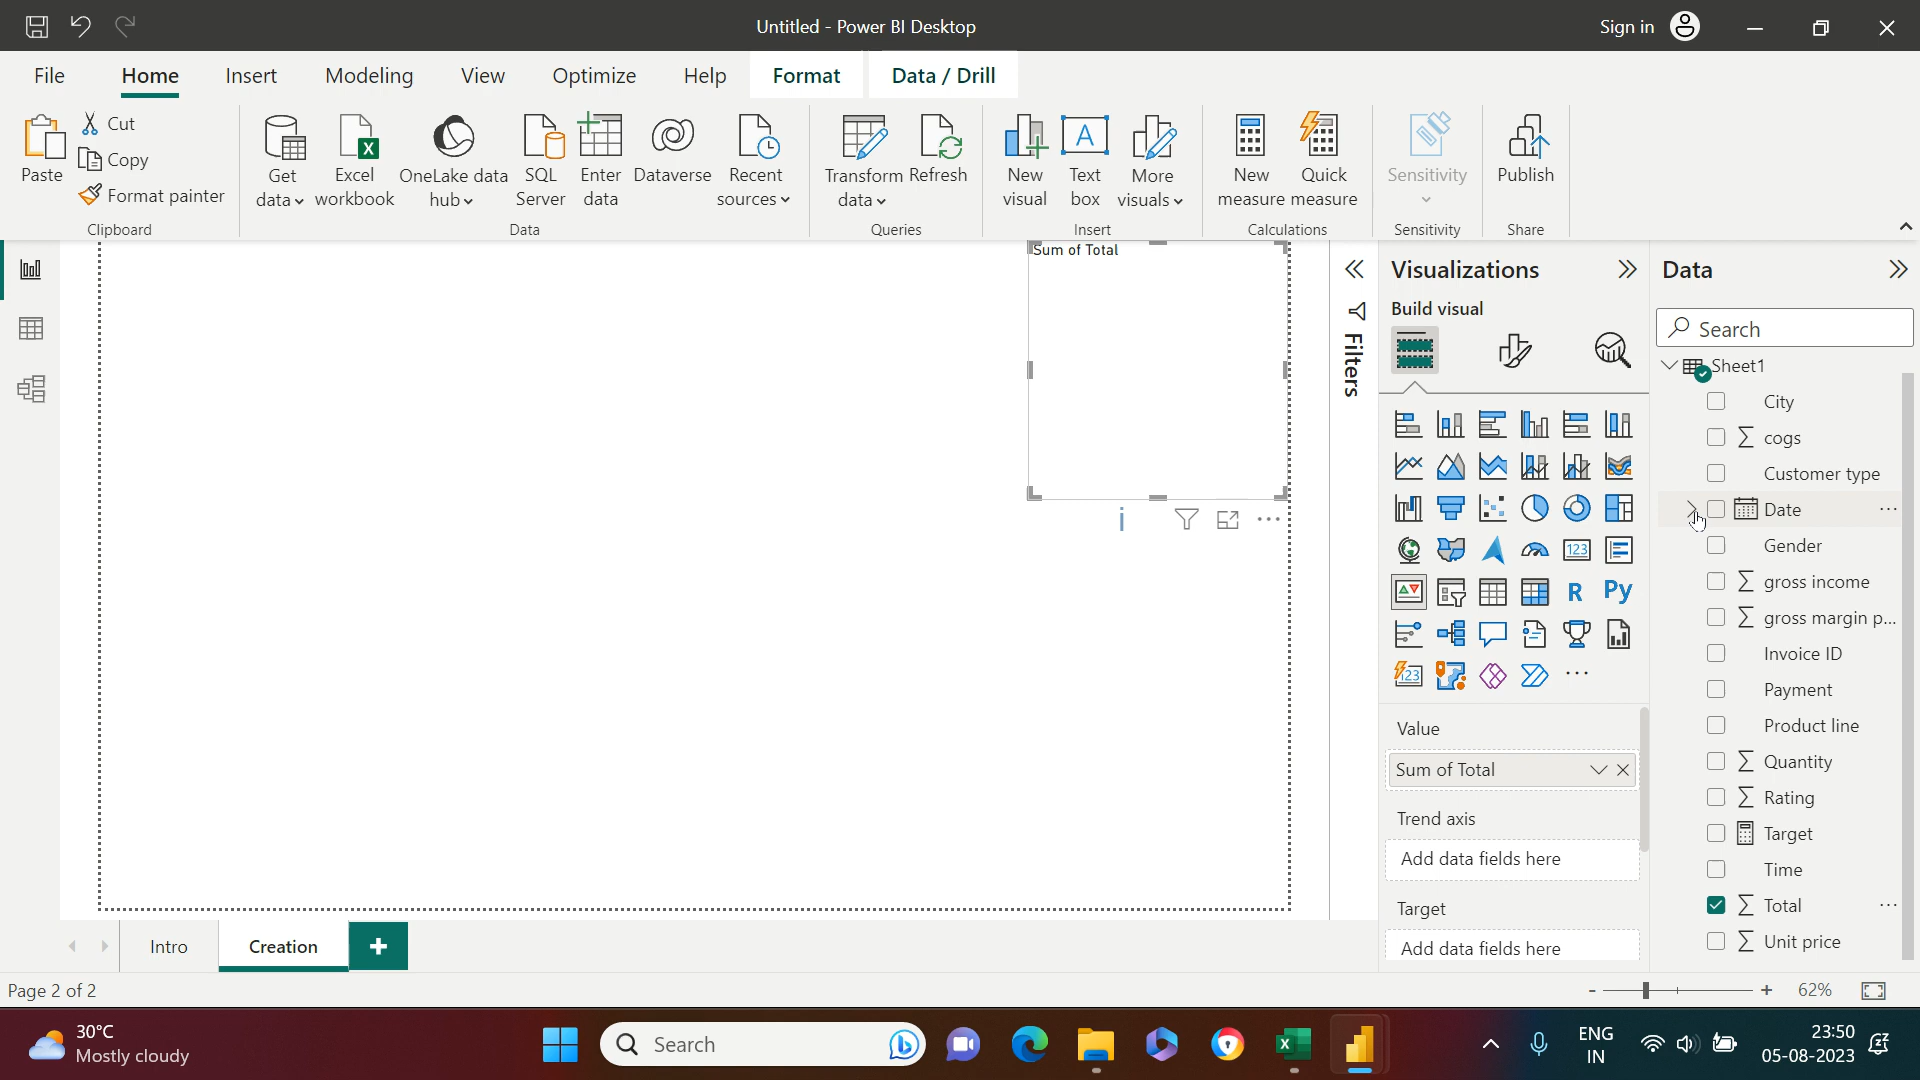 Untitled - Power BI Desktop
Sign in
File Home Insert Modeling View Optimize Help Format Data / Drill
Paste
Cut
Copy
Format painter
Clipboard
Get data
Excel workbook
OneLake data hub
SQL Server
Enter data
Dataverse
Recent sources
Data
Transform data
Refresh
Queries
New visual
A
Text box
More visuals
Insert
New measure
Quick measure
Calculations
Sensitivity
Sensitivity
Publish
Share
Sum of Total
Filters
Visualizations
Build visual
123
R
Py
123
Value
Sum of Total
Trend axis
Add data fields here
Target
Add data fields here
Data
Search
Sheet1
City
Σ cogs
Customer type
Date
Gender
Σ gross income
Σ gross margin p...
Invoice ID
Payment
Product line
Σ Quantity
Σ Rating
Target
Time
Σ Total
Σ Unit price
Intro
Creation
+
Page 2 of 2
- + 62%
30°C
Mostly cloudy
Search
ENG
IN
23:50
05-08-2023